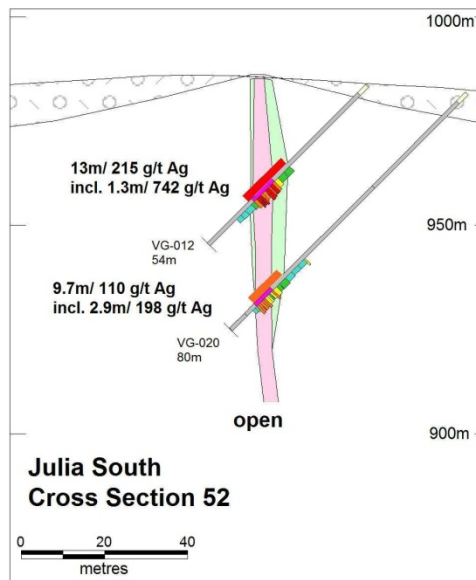 1000m
13m/ 215 g/t Ag
incl. 1.3m/ 742 g/t Ag
950m
VG-012
54m
9.7m/ 110 g/t Ag
incl. 2.9m/ 198 g/t Ag
VG-020
80m
open
900m
Julia South
Cross Section 52
0 20 40
metres